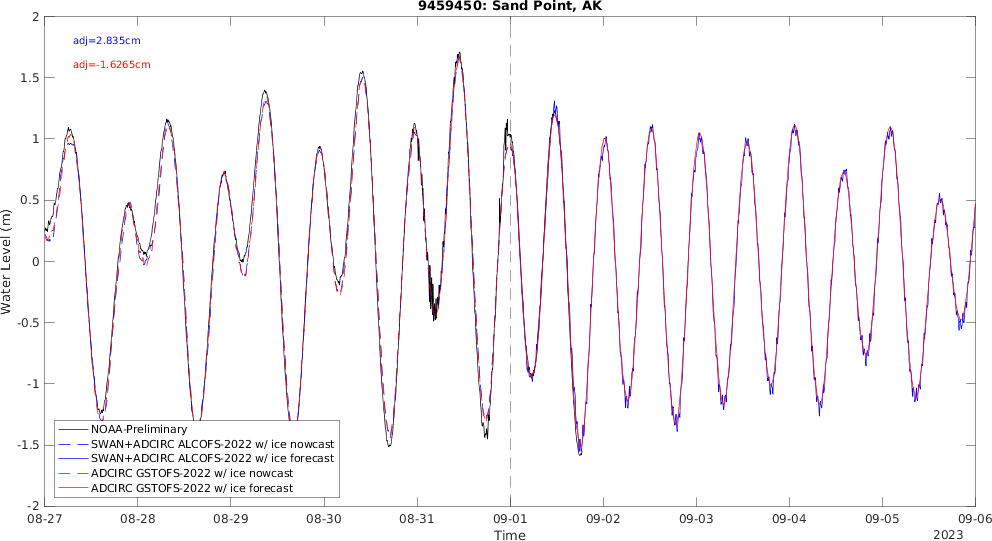 9459450: Sand Point, AK
adj=2.835cm
adj=-1.6265cm
Water Level (m)
2
1.5
1
0.5
0
-0.5
-1
-1.5
-2
NOAA-Preliminary
SWAN+ADCIRC ALCOFS-2022 w/ ice nowcast
SWAN+ADCIRC ALCOFS-2022 w/ ice forecast
ADCIRC GSTOFS-2022 w/ ice nowcast
ADCIRC GSTOFS-2022 w/ ice forecast
08-27 08-28 08-29 08-30 08-31 09-01 09-02 09-03 09-04 09-05 09-06
Time
2023